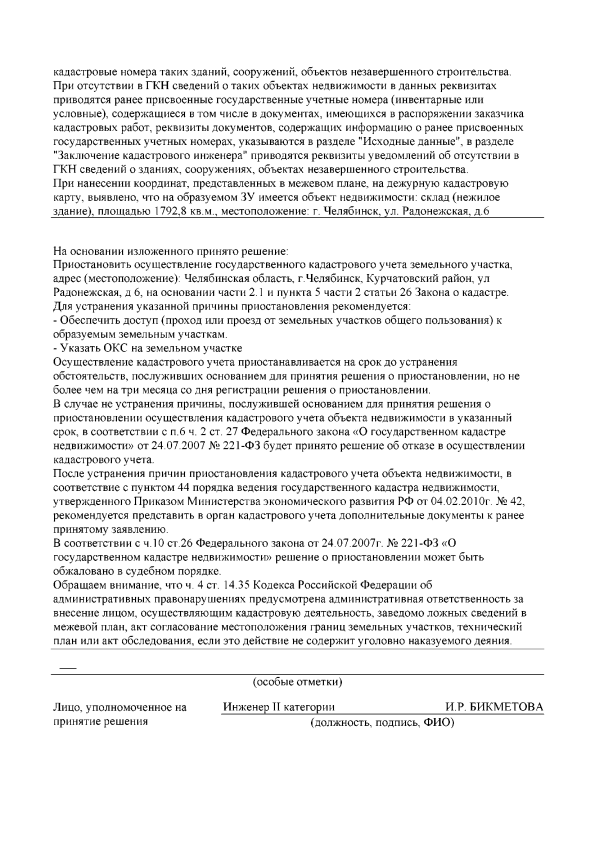 кадастровые номера таких зданий, сооружений, объектов незавершенного строительства.
При отсутствии в ГКН сведений о таких объектах недвижимости в данных реквизитах
приводятся ранее присвоенные государственные учетные номера (инвентарные или
условные), содержащиеся в том числе в документах, имеющихся в распоряжении заказчика
кадастровых работ, реквизиты документов, содержащих информацию о ранее присвоенных
государственных учетных номерах, указываются в разделе "Исходные данные", в разделе
"Заключение кадастрового инженера" приводятся реквизиты уведомлений об отсутствии в
ГКН сведений о зданиях, сооружениях, объектах незавершенного строительства.
При нанесении координат, представленных в межевом плане, на дежурную кадастровую
карту, выявлено, что на образуемом ЗУ имеется объект недвижимости: склад (нежилое
здание), площадью 1792,8 кв.м., местоположение: г. Челябинск, ул. Радонежская, д.6
На основании изложенного принято решение:
Приостановить осуществление государственного кадастрового учета земельного участка,
адрес (местоположение): Челябинская область, г.Челябинск, Курчатовский район, ул
Радонежская, д 6, на основании части 2.1 и пункта 5 части 2 статьи 26 Закона о кадастре.
Для устранения указанной причины приостановления рекомендуется:
- Обеспечить доступ (проход или проезд от земельных участков общего пользования) к
образуемым земельным участкам.
- Указать ОКС на земельном участке
Осуществление кадастрового учета приостанавливается на срок до устранения
обстоятельств, послуживших основанием для принятия решения о приостановлении, но не
более чем на три месяца со дня регистрации решения о приостановлении.
В случае не устранения причины, послужившей основанием для принятия решения о
приостановлении осуществления кадастрового учета объекта недвижимости в указанный
срок, в соответствии с п.6 ч. 2 ст. 27 Федерального закона «О государственном кадастре
недвижимости» от 24.07.2007 № 221-ФЗ будет принято решение об отказе в осуществлении
кадастрового учета.
После устранения причин приостановления кадастрового учета объекта недвижимости, в
соответствие с пунктом 44 порядка ведения государственного кадастра недвижимости,
утвержденного Приказом Министерства экономического развития РФ от 04.02.2010г. № 42,
рекомендуется представить в орган кадастрового учета дополнительные документы к ранее
принятому заявлению.
В соответствии с ч.10 ст.26 Федерального закона от 24.07.2007г. № 221-ФЗ «О
государственном кадастре недвижимости» решение о приостановлении может быть
обжаловано в судебном порядке.
Обращаем внимание, что ч. 4 ст. 14.35 Кодекса Российской Федерации об
административных правонарушениях предусмотрена административная ответственность за
внесение лицом, осуществляющим кадастровую деятельность, заведомо ложных сведений в
межевой план, акт согласование местоположения границ земельных участков, технический
план или акт обследования, если это действие не содержит уголовно наказуемого деяния.
(особые отметки)
Лицо, уполномоченное на Инженер II категории И.Р. БИКМЕТОВА
принятие решения (должность, подпись, ФИО)